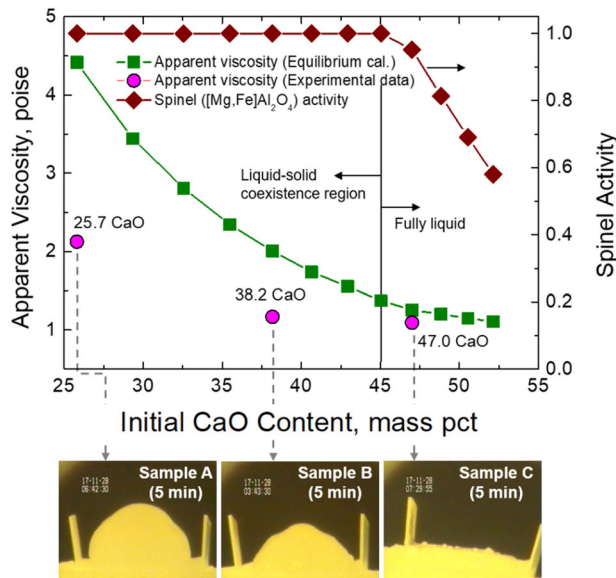 5
4
3
2
1
1.0
0.8
0.6
0.4
0.2
0.0
Apparent Viscosity, poise
Spinel Activity
Apparent viscosity (Equilibrium cal.)
Apparent viscosity (Experimental data)
Spinel ([Mg,Fe]Al₂O₄) activity
Liquid-solid
coexistence region
Fully liquid
25.7 CaO
38.2 CaO
47.0 CaO
25 30 35 40 45 50 55
Initial CaO Content, mass pct
Sample A
(5 min)
17-11-28
06:42:30
Sample B
(5 min)
17-11-28
03:43:30
Sample C
(5 min)
17-11-28
07:29:55